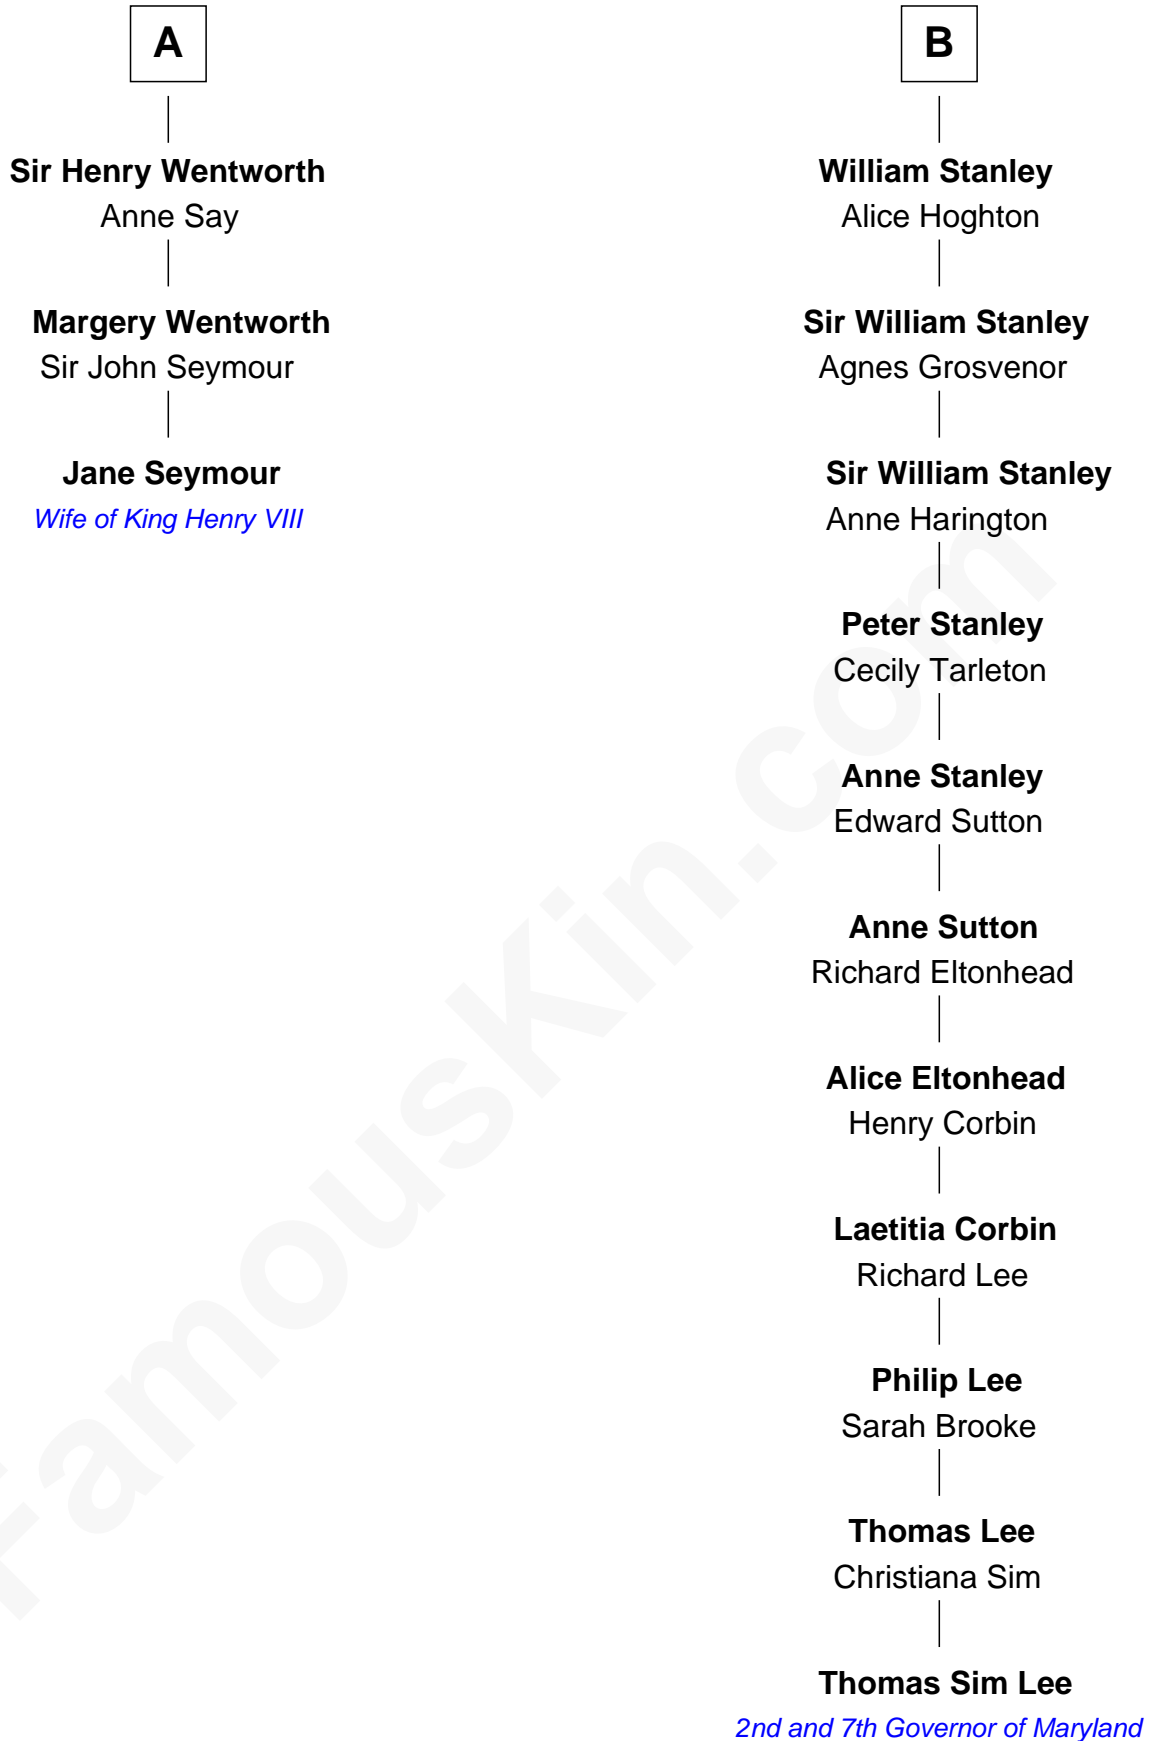 A
Sir Henry Wentworth
Anne Say
Margery Wentworth
Sir John Seymour
Jane Seymour
Wife of King Henry VIII
B
William Stanley
Alice Hoghton
Sir William Stanley
Agnes Grosvenor
Sir William Stanley
Anne Harington
Peter Stanley
Cecily Tarleton
Anne Stanley
Edward Sutton
Anne Sutton
Richard Eltonhead
Alice Eltonhead
Henry Corbin
Laetitia Corbin
Richard Lee
Philip Lee
Sarah Brooke
Thomas Lee
Christiana Sim
Thomas Sim Lee
2nd and 7th Governor of Maryland
FamousKin.com